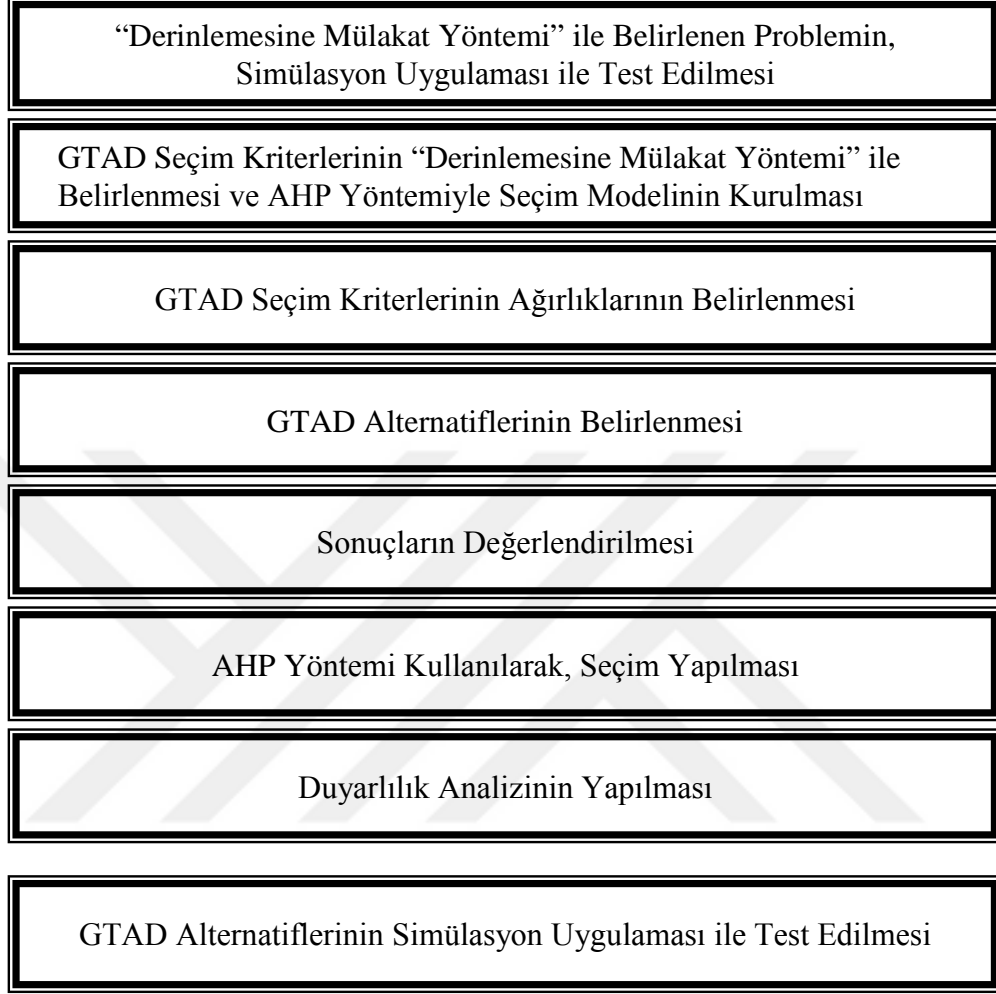 “Derinlemesine Mülakat Yöntemi” ile Belirlenen Problemin,
Simülasyon Uygulaması ile Test Edilmesi
GTAD Seçim Kriterlerinin “Derinlemesine Mülakat Yöntemi” ile
Belirlenmesi ve AHP Yöntemiyle Seçim Modelinin Kurulması
GTAD Seçim Kriterlerinin Ağırlıklarının Belirlenmesi
GTAD Alternatiflerinin Belirlenmesi
Sonuçların Değerlendirilmesi
AHP Yöntemi Kullanılarak, Seçim Yapılması
Duyarlılık Analizinin Yapılması
GTAD Alternatiflerinin Simülasyon Uygulaması ile Test Edilmesi